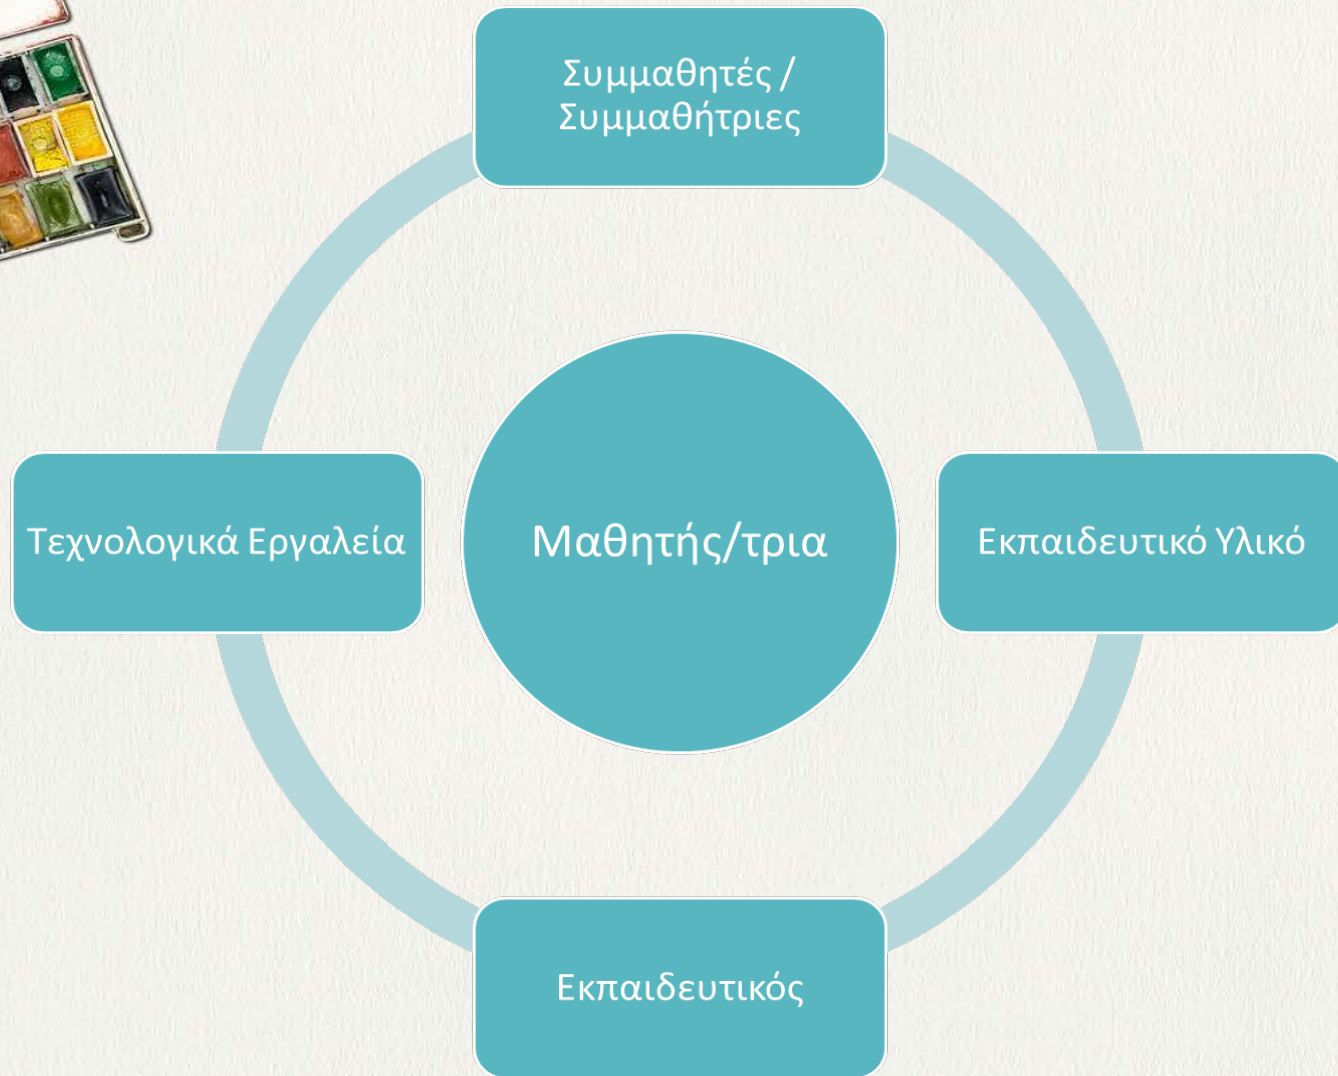 Συμμαθητές /
Συμμαθήτριες
Τεχνολογικά Εργαλεία
Μαθητής/τρια
Εκπαιδευτικό Υλικό
Εκπαιδευτικός